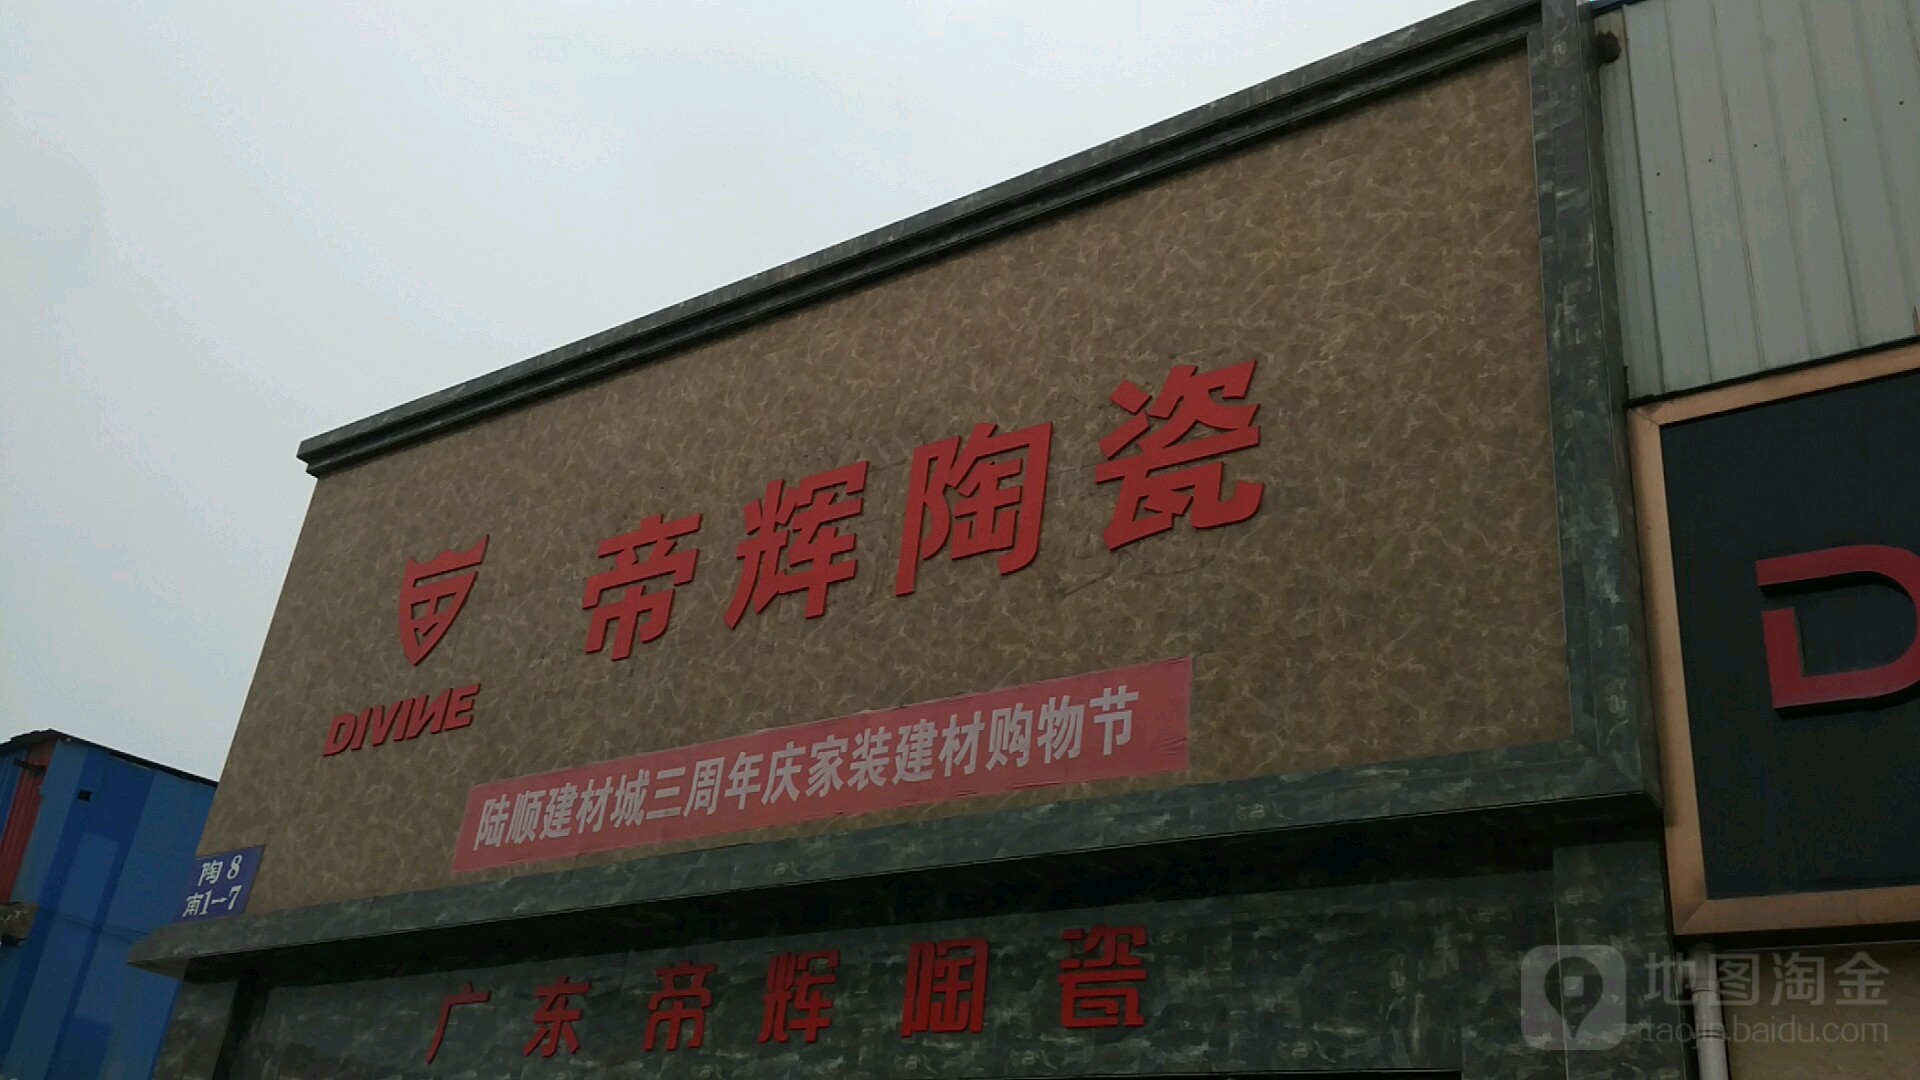 帝辉陶瓷
DIVINE
陆顺建材城三周年庆家装建材购物节
陶 8
南1-7
广东帝辉陶瓷
D
地图淘金
taojin.baidu.com